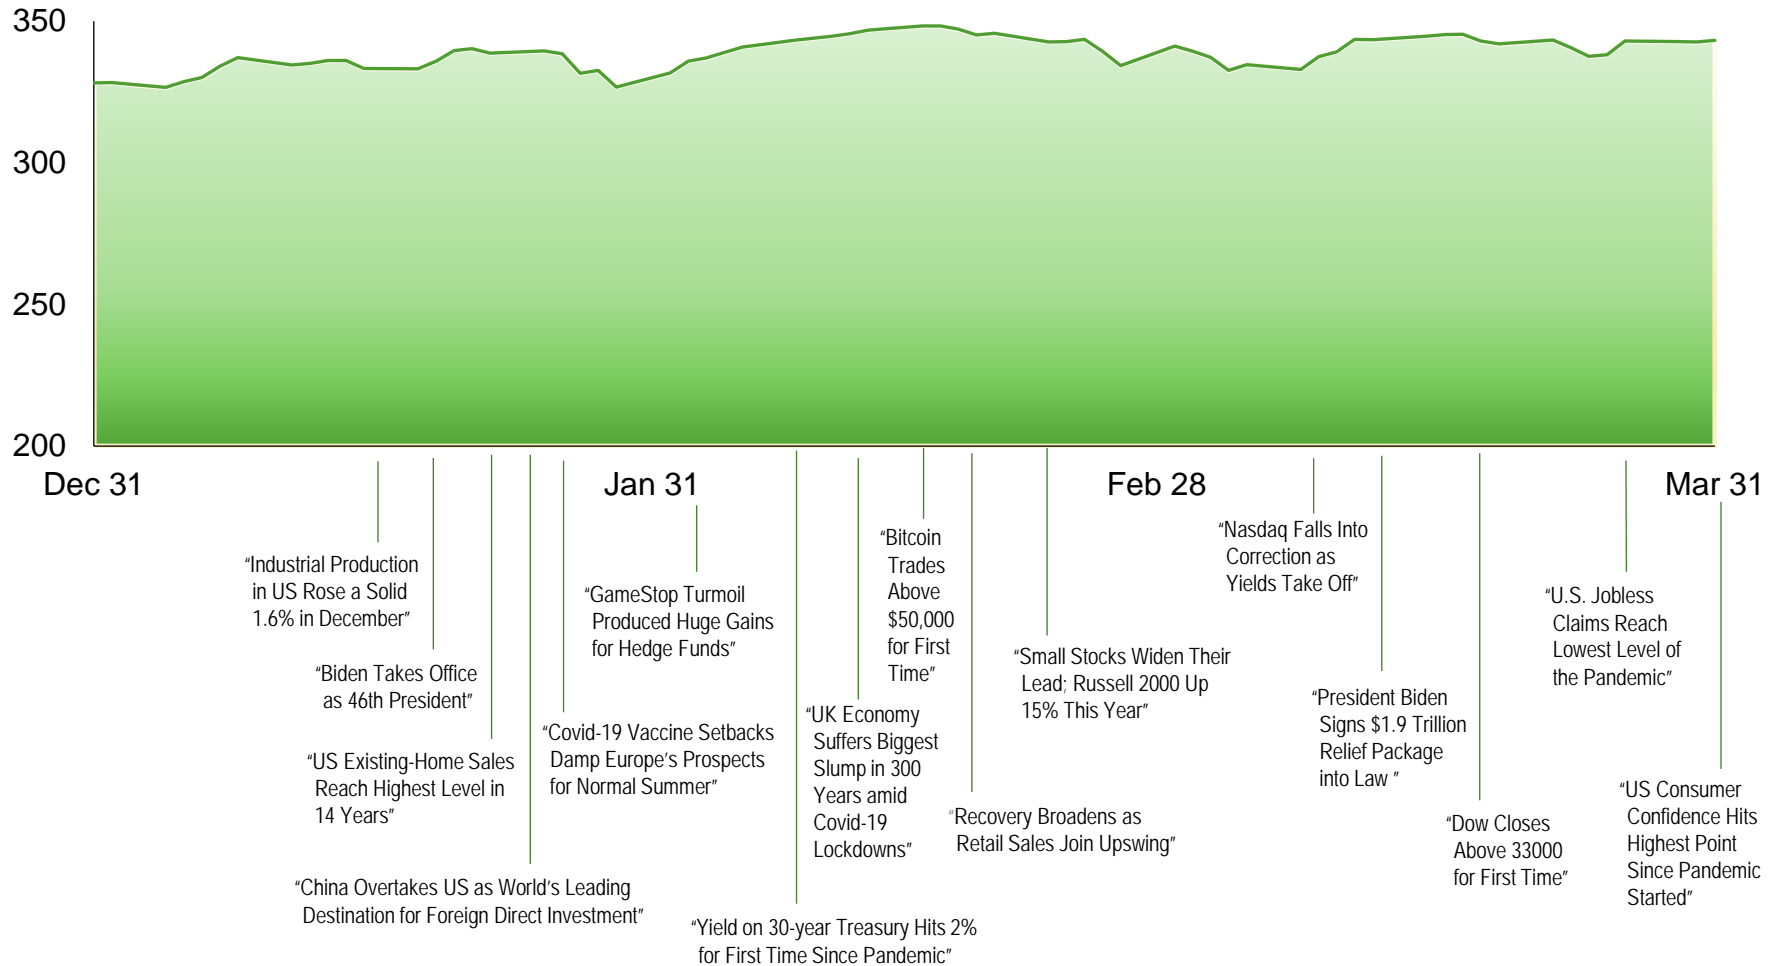 350
300
250
200
Dec 31
Jan 31
Feb 28
Mar 31
“Industrial Production
in US Rose a Solid
1.6% in December”
“Biden Takes Office
as 46th President”
“US Existing-Home Sales
Reach Highest Level in
14 Years”
“China Overtakes US as World’s Leading
Destination for Foreign Direct Investment”
“Covid-19 Vaccine Setbacks
Damp Europe’s Prospects
for Normal Summer”
“GameStop Turmoil
Produced Huge Gains
for Hedge Funds”
“Yield on 30-year Treasury Hits 2%
for First Time Since Pandemic”
“UK Economy
Suffers Biggest
Slump in 300
Years amid
Covid-19
Lockdowns”
“Bitcoin
Trades
Above
$50,000
for First
Time”
“Recovery Broadens as
Retail Sales Join Upswing”
“Small Stocks Widen Their
Lead; Russell 2000 Up
15% This Year”
“Nasdaq Falls Into
Correction as
Yields Take Off”
“President Biden
Signs $1.9 Trillion
Relief Package
into Law ”
“Dow Closes
Above 33000
for First Time”
“U.S. Jobless
Claims Reach
Lowest Level of
the Pandemic”
“US Consumer
Confidence Hits
Highest Point
Since Pandemic
Started”